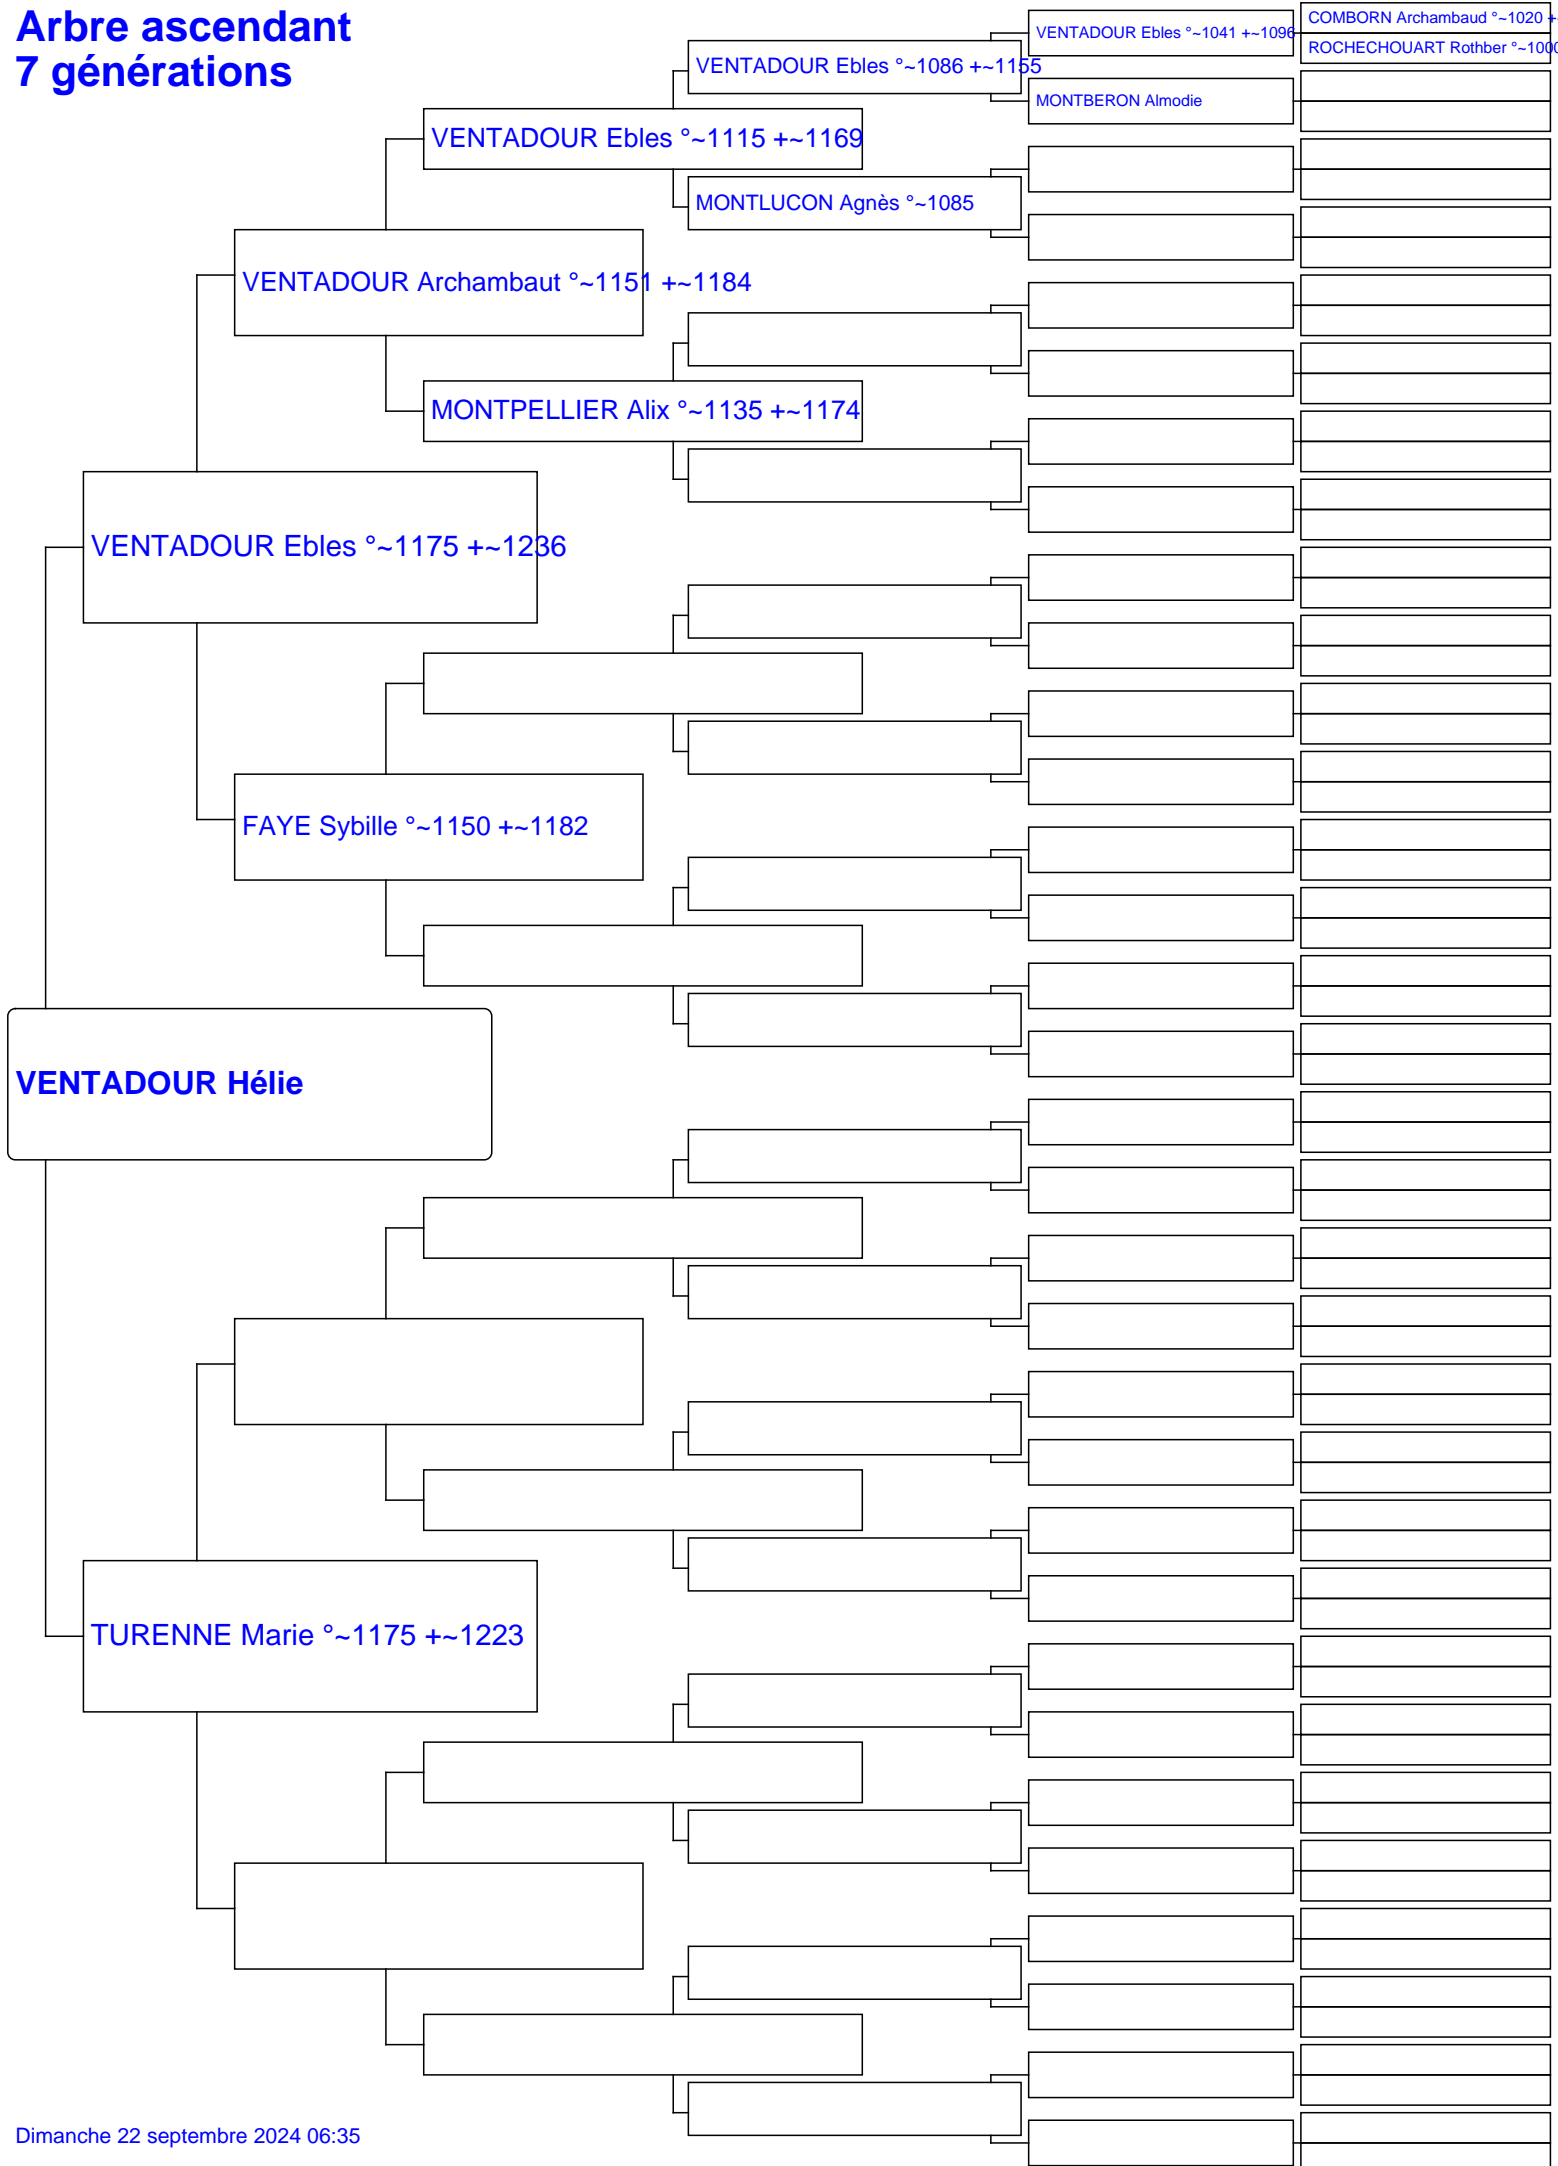 Arbre ascendant
7 générations
COMBORN Archambaud °~1020 +
VENTADOUR Ebles °~1041 +~1096
ROCHECHOUART Rothber °~1000
VENTADOUR Ebles °~1086 +~1155
MONTBERON Almodie
VENTADOUR Ebles °~1115 +~1169
MONTLUCON Agnès °~1085
VENTADOUR Archambaut °~1151 +~1184
MONTPELLIER Alix °~1135 +~1174
VENTADOUR Ebles °~1175 +~1236
FAYE Sybille °~1150 +~1182
VENTADOUR Hélie
TURENNE Marie °~1175 +~1223
Dimanche 22 septembre 2024 06:35